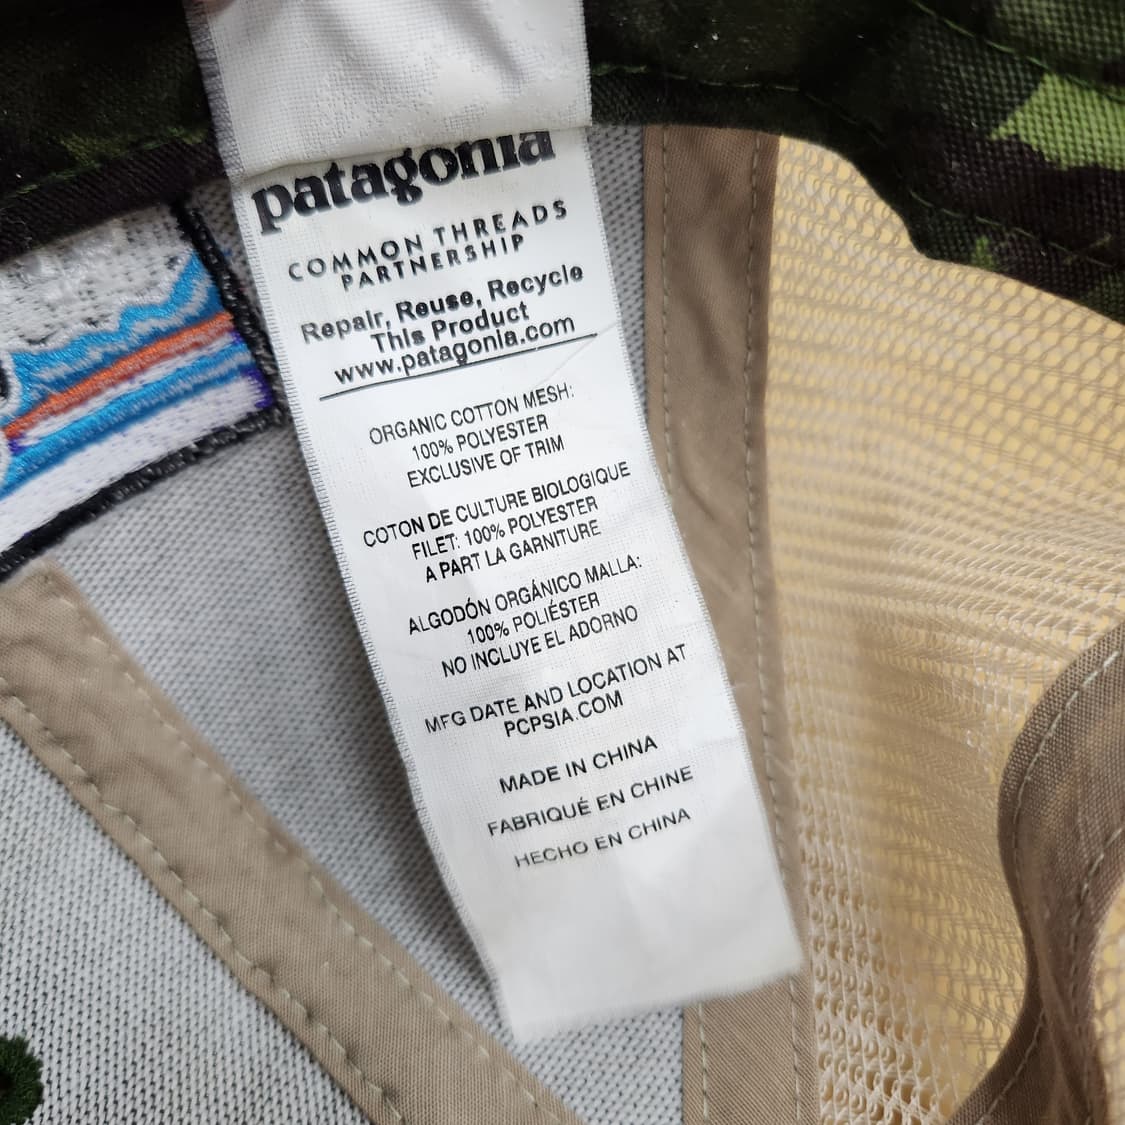 patagonia
COMMON THREADS
PARTNERSHIP
Repair, Reuse, Recycle
This Product
www.patagonia.com
ORGANIC COTTON MESH:
100% POLYESTER
EXCLUSIVE OF TRIM
COTON DE CULTURE BIOLOGIQUE
FILET: 100% POLYESTER
A PART LA GARNITURE
ALGODÓN ORGÁNICO MALLA:
100% POLIÉSTER
NO INCLUYE EL ADORNO
MFG DATE AND LOCATION AT
PCPSIA.COM
MADE IN CHINA
FABRIQUÉ EN CHINE
HECHO EN CHINA